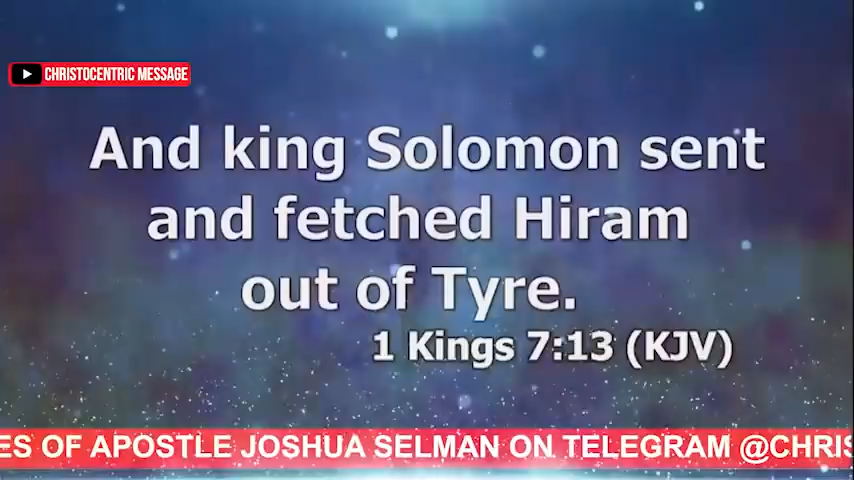 CHRISTOCENTRIC MESSAGE
And king Solomon sent
and fetched Hiram
out of Tyre.
1 Kings 7:13 (KJV)
ES OF APOSTLE JOSHUA SELMAN ON TELEGRAM @CHRIS